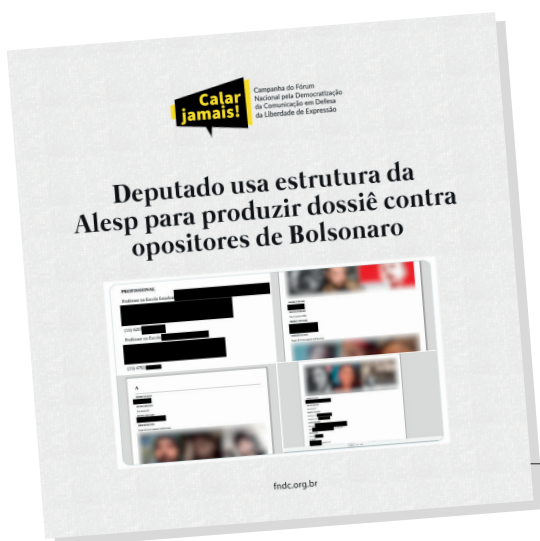 Calar
jamais!
Campanha do Fórum
Nacional pela Democratização
da Comunicação em Defesa
da Liberdade de Expressão
Deputado usa estrutura da
Alesp para produzir dossiê contra
opositores de Bolsonaro
PROFISSIONAL
Professor na Escola Estadual
Professor na Escola
A
fndc.org.br